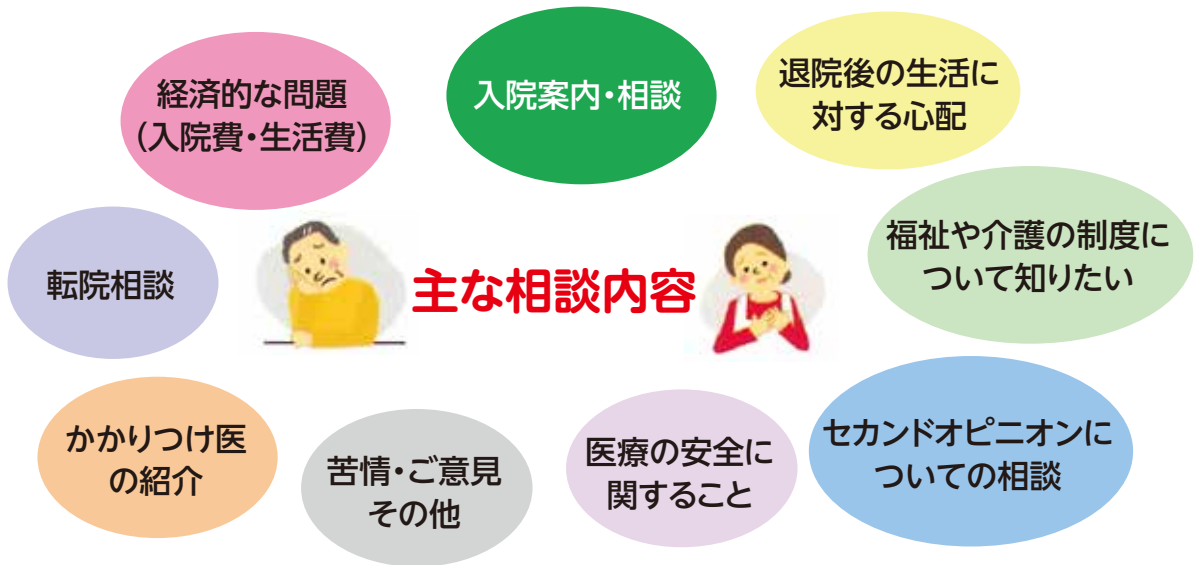 経済的な問題
(入院費・生活費)
入院案内・相談
退院後の生活に
対する心配
転院相談
主な相談内容
福祉や介護の制度に
ついて知りたい
かかりつけ医
の紹介
苦情・ご意見
その他
医療の安全に
関すること
セカンドオピニオンに
ついての相談